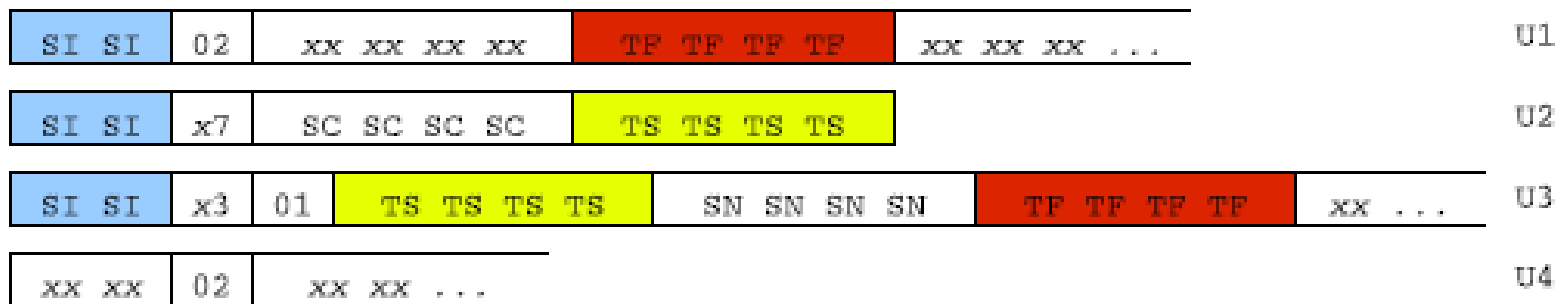 SI SI 02 xx xx xx xx TF TF TF TF xx xx xx ... U1
SI SI x7 SC SC SC SC TS TS TS TS U2
SI SI x3 01 TS TS TS TS SN SN SN SN TF TF TF TF xx ... U3
xx xx 02 xx xx ... U4